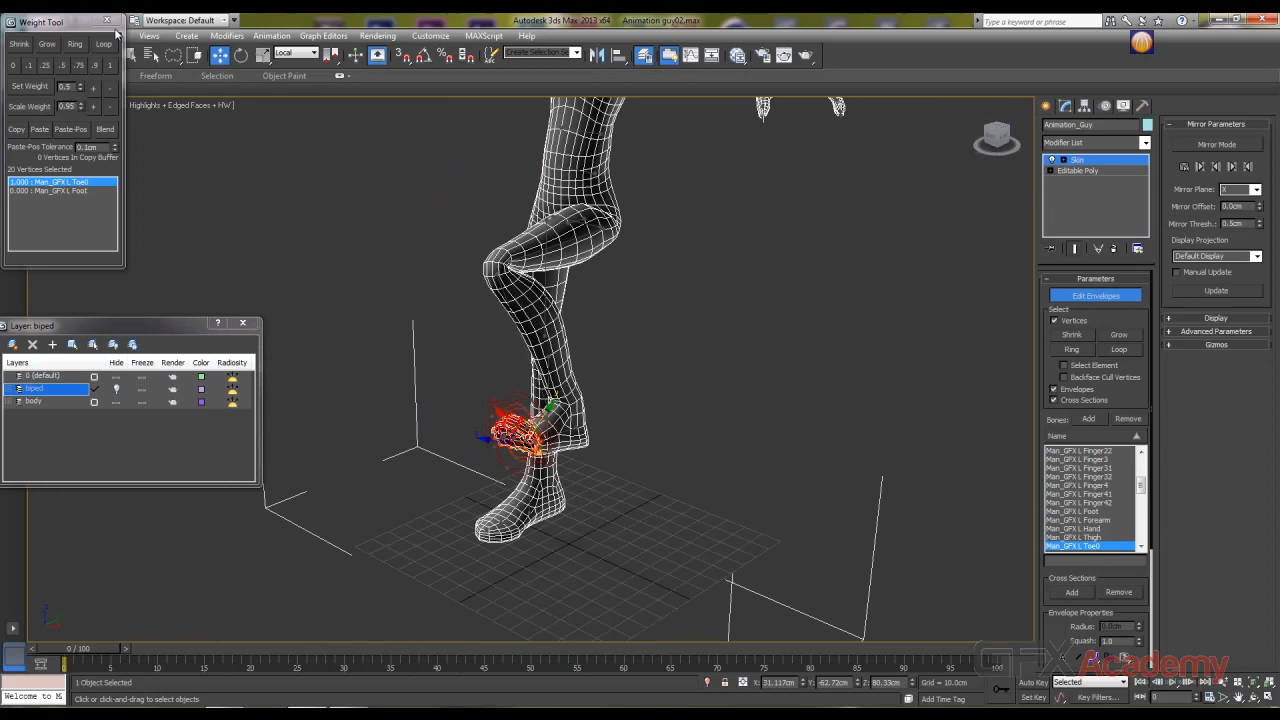 Weight Tool
Workspace: Default
Autodesk 3ds Max 2013 x64 Animation guy02.max
Type a keyword or phrase
Views Create Modifiers Animation Graph Editors Rendering Customize MAXScript Help
Shrink Grow Ring Loop
Local
Create Selection Se
0 .1 .25 .5 .75 .9 1
Freeform Selection Object Paint
Set Weight 0.5 + -
Scale Weight 0.95 + -
Highlights + Edged Faces + HW ]
Copy Paste Paste-Pos Blend
Paste-Pos Tolerance 0.1cm
0 Vertices In Copy Buffer
20 Vertices Selected
1.000 : Man_GFX L Toe0
0.000 : Man_GFX L Foot
Layer: biped
Layers Hide Freeze Render Color Radiosity
0 (default)
biped
body
Animation_Guy
Modifier List
Skin
Editable Poly
Parameters
Edit Envelopes
Select
Vertices
Shrink Grow
Ring Loop
Select Element
Backface Cull Vertices
Envelopes
Cross Sections
Bones: Add Remove
Name
Man_GFX L Finger22
Man_GFX L Finger3
Man_GFX L Finger31
Man_GFX L Finger32
Man_GFX L Finger4
Man_GFX L Finger41
Man_GFX L Finger42
Man_GFX L Foot
Man_GFX L Forearm
Man_GFX L Hand
Man_GFX L Thigh
Man_GFX L Toe0
Cross Sections
Add Remove
Envelope Properties
Radius: 0.0cm
Squash: 1.0
Mirror Parameters
Mirror Mode
Mirror Plane: X
Mirror Offset: 0.0cm
Mirror Thresh.: 0.5cm
Display Projection
Default Display
Manual Update
Update
Display
Advanced Parameters
Gizmos
GFXAcademy
0 / 100
0 5 10 15 20 25 30 35 40 45 50 55 60 65 70 75 80 85 90 95 100
1 Object Selected
X: 31.117cm Y: -62.72cm Z: 80.33cm Grid = 10.0cm
Auto Key Selected
Welcome to M
Click or click-and-drag to select objects
Add Time Tag
Set Key Key Filters... 0